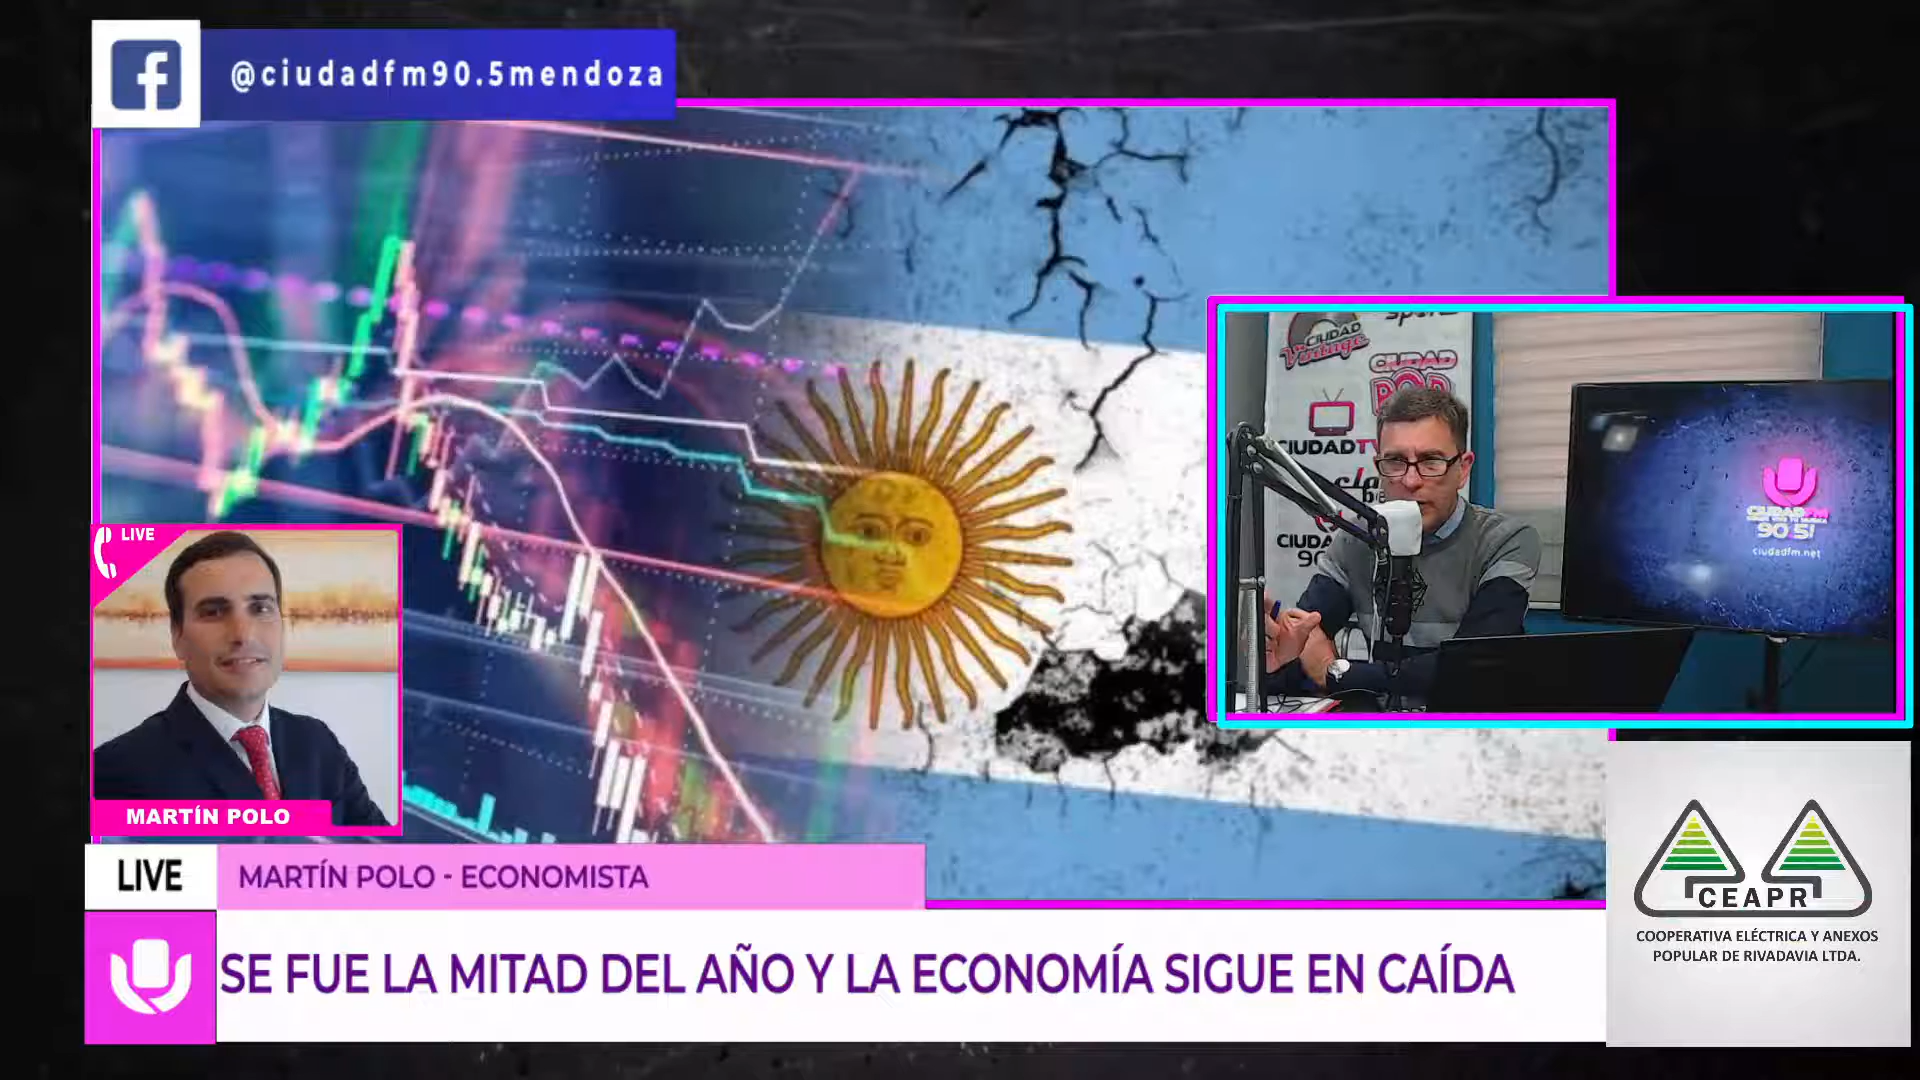 @ciudadfm90.5mendoza
CIUDAD
Vintage
CIUDAD
POP
CIUDADTV
CIUDADFM
90.5!
ciudadfm.net
LIVE
MARTÍN POLO
LIVE
MARTÍN POLO - ECONOMISTA
SE FUE LA MITAD DEL AÑO Y LA ECONOMÍA SIGUE EN CAÍDA
CEAPR
COOPERATIVA ELÉCTRICA Y ANEXOS
POPULAR DE RIVADAVIA LTDA.